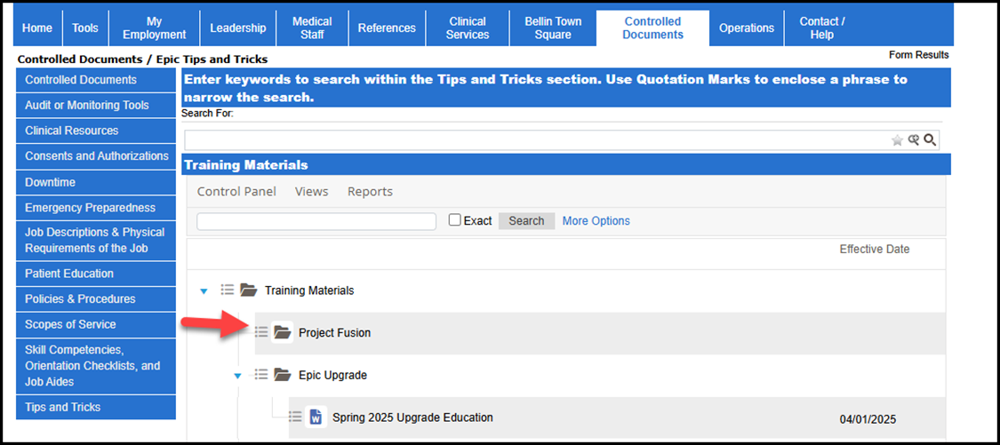 Home
Tools
My
Employment
Leadership
Medical
Staff
References
Clinical
Services
Bellin Town
Square
Controlled
Documents
Operations
Contact /
Help
Controlled Documents / Epic Tips and Tricks
Form Results
Controlled Documents
Audit or Monitoring Tools
Clinical Resources
Consents and Authorizations
Downtime
Emergency Preparedness
Job Descriptions & Physical
Requirements of the Job
Patient Education
Policies & Procedures
Scopes of Service
Skill Competencies,
Orientation Checklists, and
Job Aides
Tips and Tricks
Enter keywords to search within the Tips and Tricks section. Use Quotation Marks to enclose a phrase to
narrow the search.
Search For:
Training Materials
Control Panel Views Reports
Exact Search More Options
Effective Date
Training Materials
Project Fusion
Epic Upgrade
W Spring 2025 Upgrade Education 04/01/2025